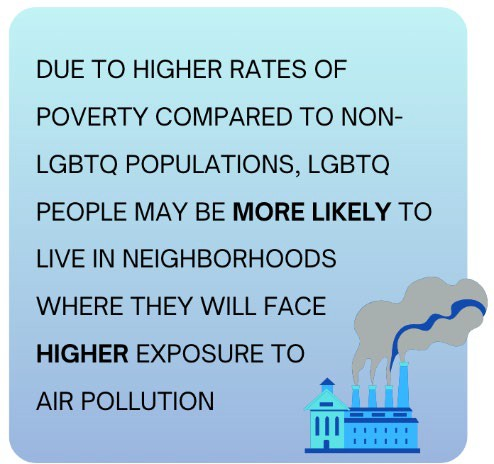 DUE TO HIGHER RATES OF
POVERTY COMPARED TO NON-
LGBTQ POPULATIONS, LGBTQ
PEOPLE MAY BE MORE LIKELY TO
LIVE IN NEIGHBORHOODS
WHERE THEY WILL FACE
HIGHER EXPOSURE TO
AIR POLLUTION